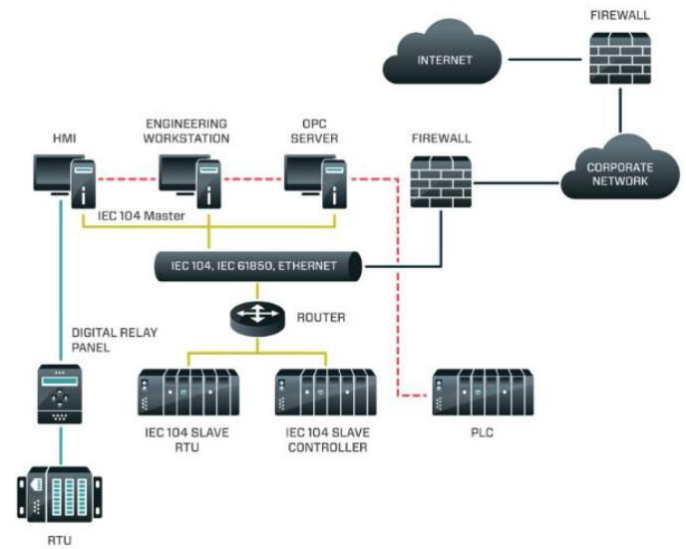 FIREWALL
INTERNET
ENGINEERING
WORKSTATION
OPC
SERVER
HMI
FIREWALL
CORPORATE
NETWORK
IEC 104 Master
IEC 104, IEC 61850, ETHERNET
ROUTER
DIGITAL RELAY
PANEL
IEC 104 SLAVE
RTU
IEC 104 SLAVE
CONTROLLER
PLC
RTU